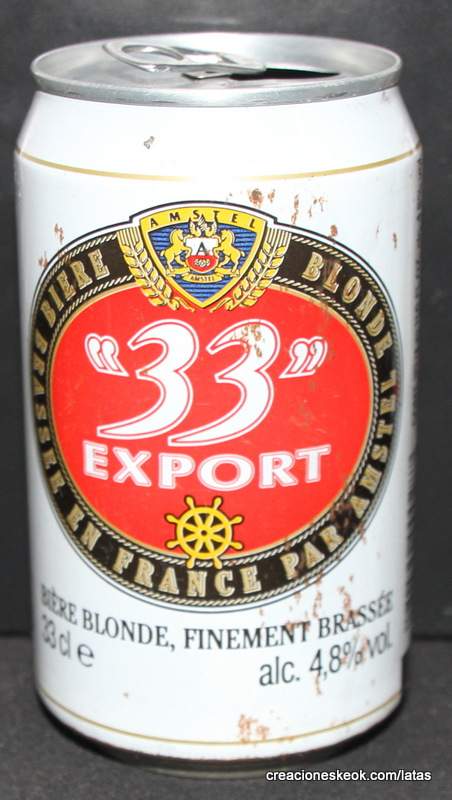 AMSTEL
A
AMSTEL
BIÈRE BLONDE
BRASSÉE EN FRANCE PAR AMSTEL
"33"
EXPORT
BIÈRE BLONDE, FINEMENT BRASSÉE
33 cl e
alc. 4,8% vol.
creacioneskeok.com/latas